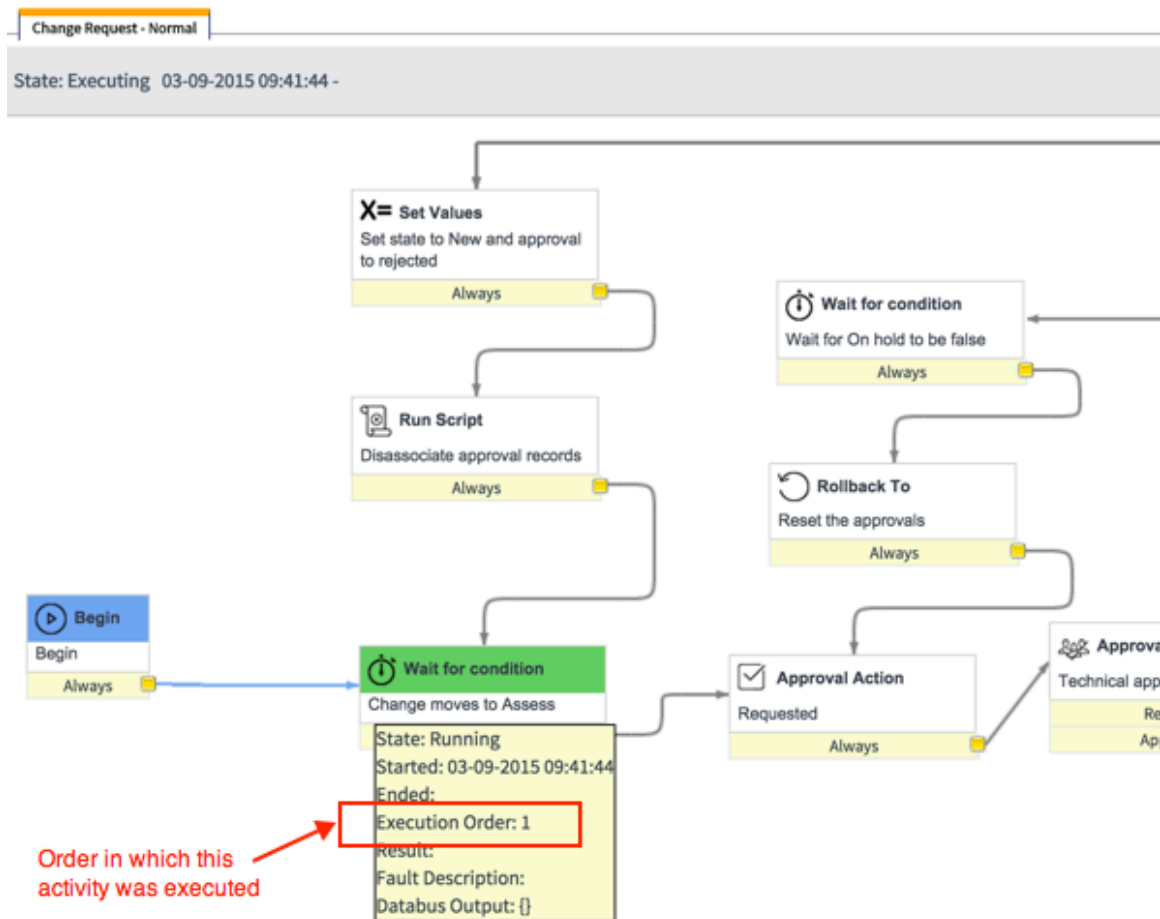 Change Request - Normal
State: Executing 03-09-2015 09:41:44 -
X= Set Values
Set state to New and approval
to rejected
Always
Wait for condition
Wait for On hold to be false
Always
Run Script
Disassociate approval records
Always
Rollback To
Reset the approvals
Always
Begin
Begin
Always
Wait for condition
Change moves to Assess
Approval Action
Requested
Always
Approva
Technical app
Re
Ap
State: Running
Started: 03-09-2015 09:41:44
Ended:
Execution Order: 1
Result:
Fault Description:
Databus Output: {}
Order in which this
activity was executed